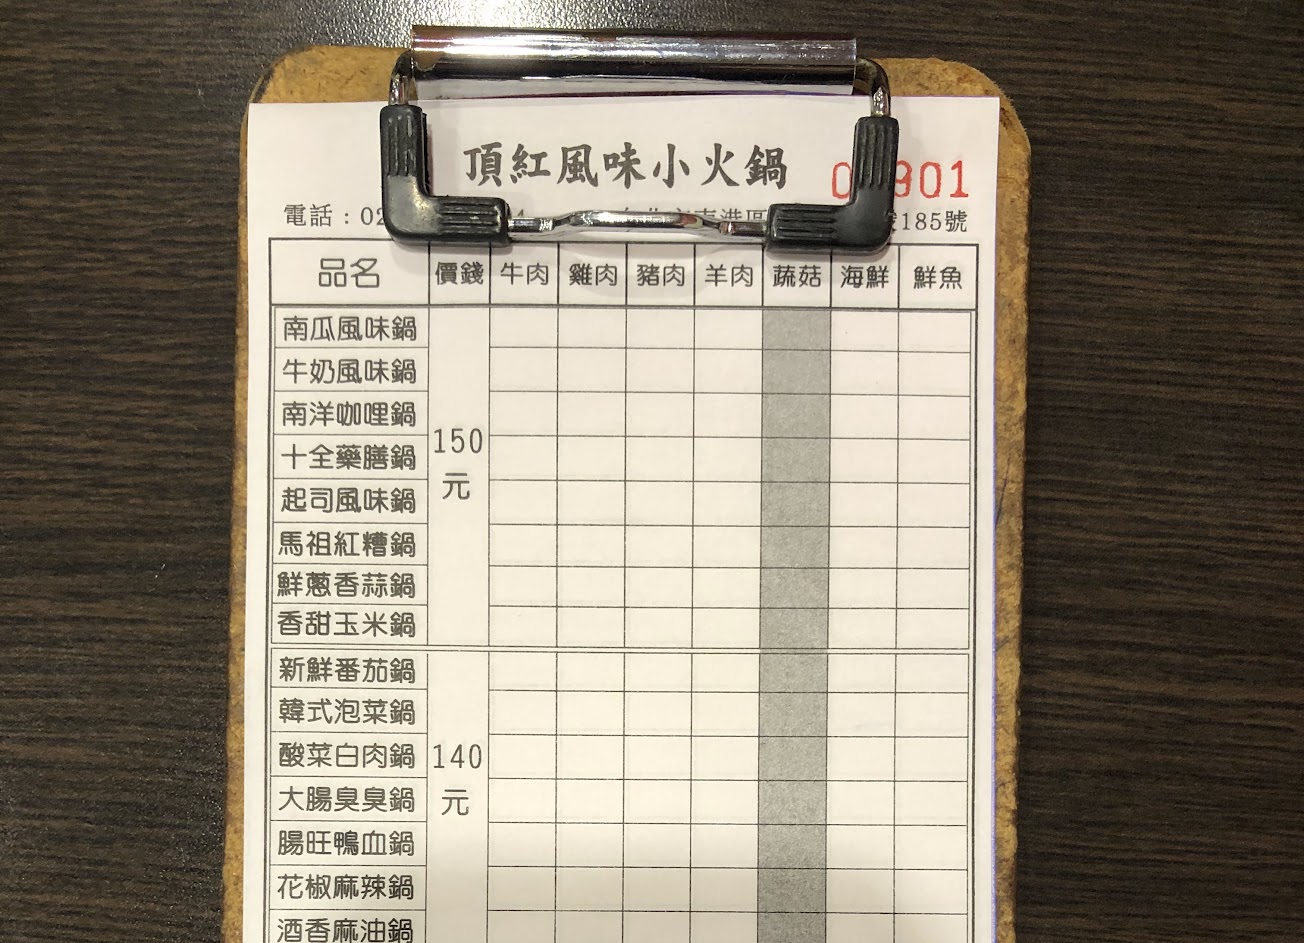 頂紅風味小火鍋
901
電話：02 185號
品名 價錢 牛肉 雞肉 豬肉 羊肉 蔬菇 海鮮 鮮魚
南瓜風味鍋
牛奶風味鍋
南洋咖哩鍋
150
十全藥膳鍋
元
起司風味鍋
馬祖紅糟鍋
鮮蔥香蒜鍋
香甜玉米鍋
新鮮番茄鍋
韓式泡菜鍋
酸菜白肉鍋 140
大腸臭臭鍋 元
腸旺鴨血鍋
花椒麻辣鍋
酒香麻油鍋